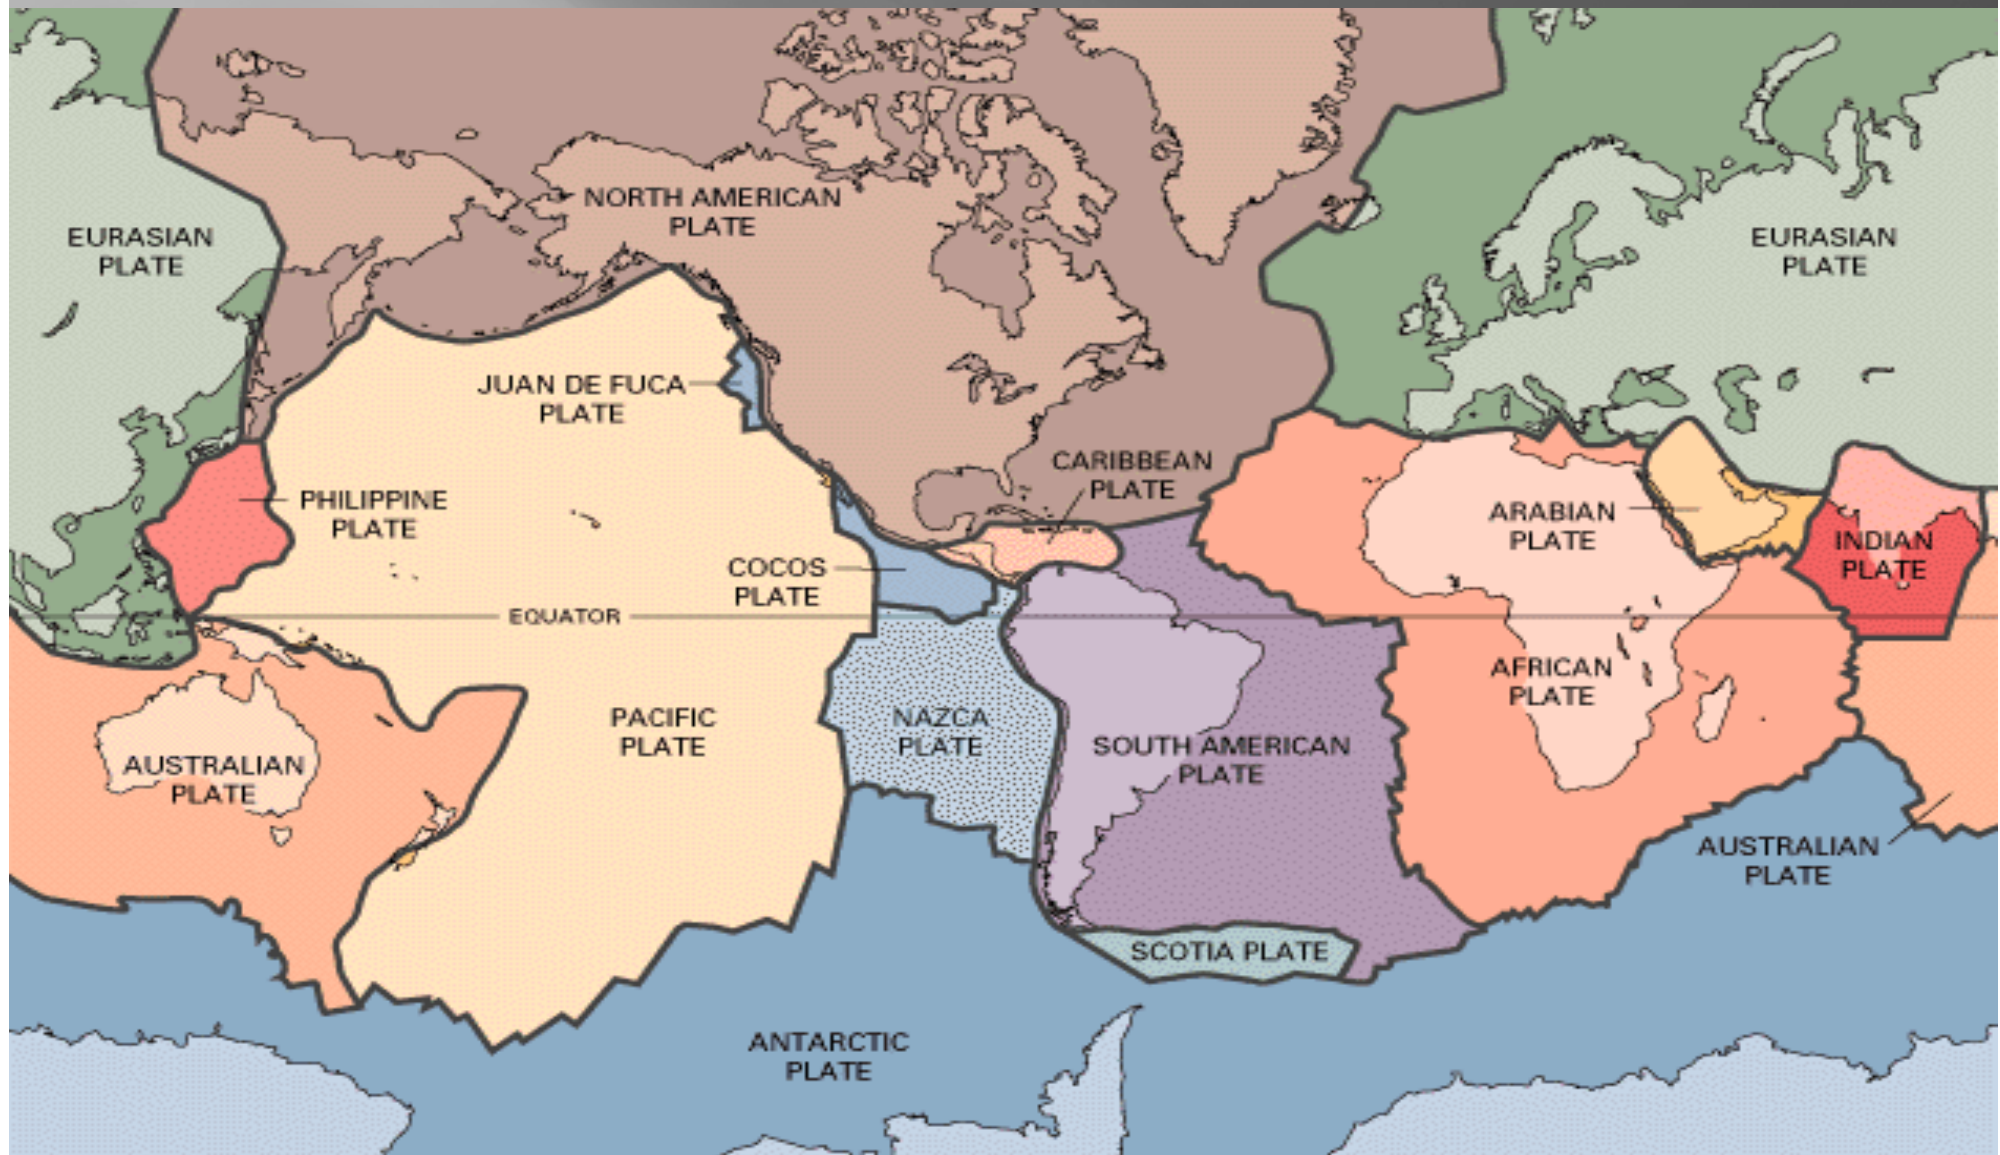 NORTH AMERICAN
PLATE
EURASIAN
PLATE
EURASIAN
PLATE
JUAN DE FUCA
PLATE
CARIBBEAN
PLATE
PHILIPPINE
PLATE
ARABIAN
PLATE
INDIAN
PLATE
COCOS
PLATE
EQUATOR
AFRICAN
PLATE
PACIFIC
PLATE
NAZCA
PLATE
SOUTH AMERICAN
PLATE
AUSTRALIAN
PLATE
AUSTRALIAN
PLATE
SCOTIA PLATE
ANTARCTIC
PLATE